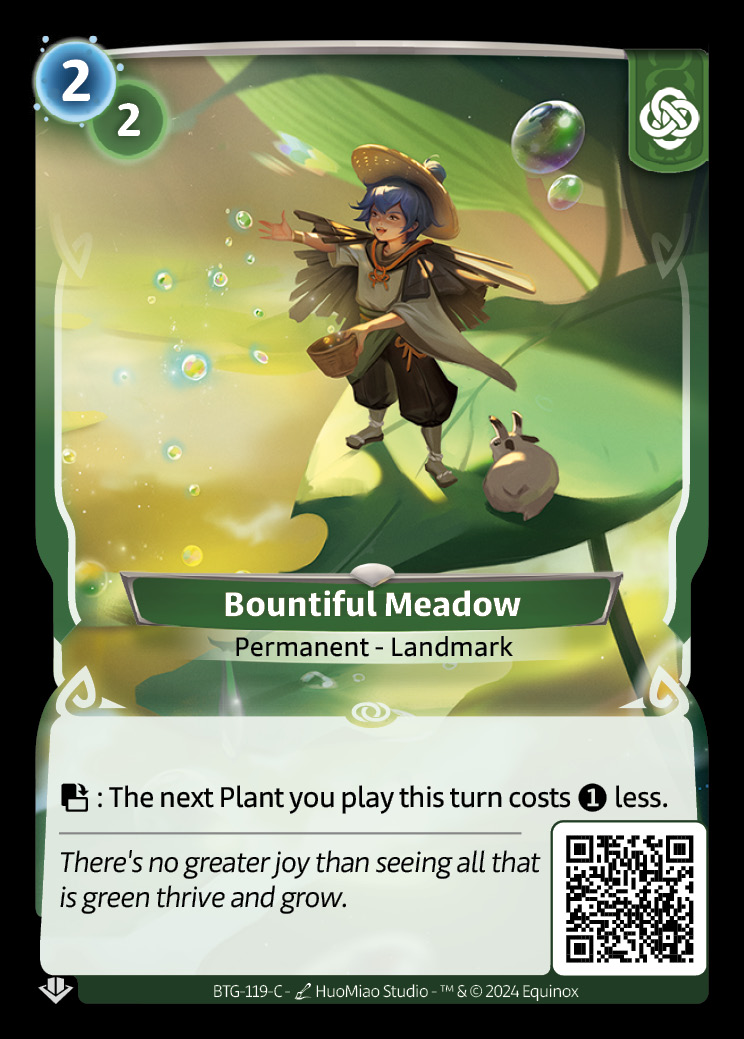 2
2
Bountiful Meadow
Permanent - Landmark
: The next Plant you play this turn costs 1 less.
There's no greater joy than seeing all that
is green thrive and grow.
BTG-119-C - HuoMiao Studio - ™ & © 2024 Equinox